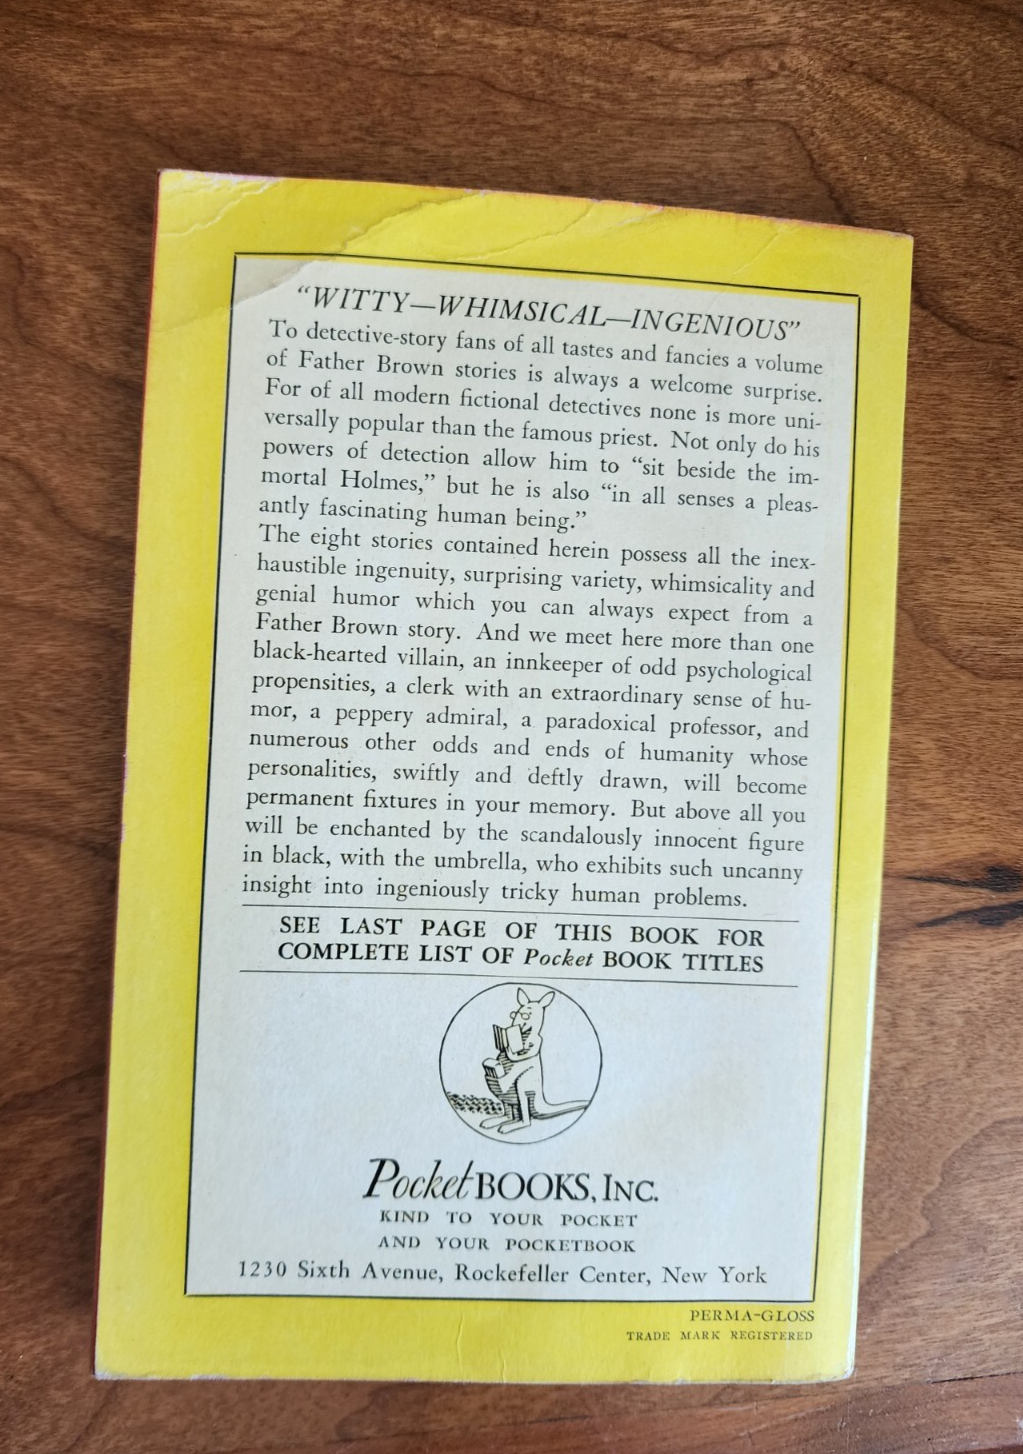 "WITTY—WHIMSICAL—INGENIOUS"
To detective-story fans of all tastes and fancies a volume
of Father Brown stories is always a welcome surprise.
For of all modern fictional detectives none is more uni-
versally popular than the famous priest. Not only do his
powers of detection allow him to "sit beside the im-
mortal Holmes," but he is also "in all senses a pleas-
antly fascinating human being."
The eight stories contained herein possess all the inex-
haustible ingenuity, surprising variety, whimsicality and
genial humor which you can always expect from a
Father Brown story. And we meet here more than one
black-hearted villain, an innkeeper of odd psychological
propensities, a clerk with an extraordinary sense of hu-
mor, a peppery admiral, a paradoxical professor, and
numerous other odds and ends of humanity whose
personalities, swiftly and deftly drawn, will become
permanent fixtures in your memory. But above all you
will be enchanted by the scandalously innocent figure
in black, with the umbrella, who exhibits such uncanny
insight into ingeniously tricky human problems.
SEE LAST PAGE OF THIS BOOK FOR
COMPLETE LIST OF Pocket BOOK TITLES
Pocket BOOKS, INC.
KIND TO YOUR POCKET
AND YOUR POCKETBOOK
1230 Sixth Avenue, Rockefeller Center, New York
PERMA-GLOSS
TRADE MARK REGISTERED